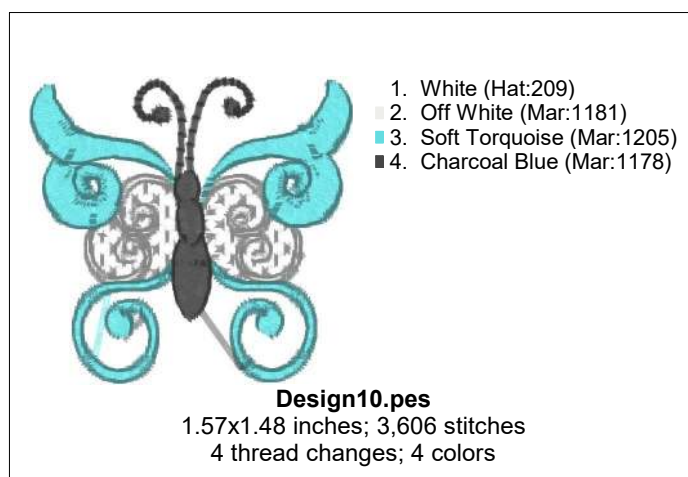 1. White (Hat:209)
2. Off White (Mar:1181)
3. Soft Torquoise (Mar:1205)
4. Charcoal Blue (Mar:1178)
Design10.pes
1.57x1.48 inches; 3,606 stitches
4 thread changes; 4 colors